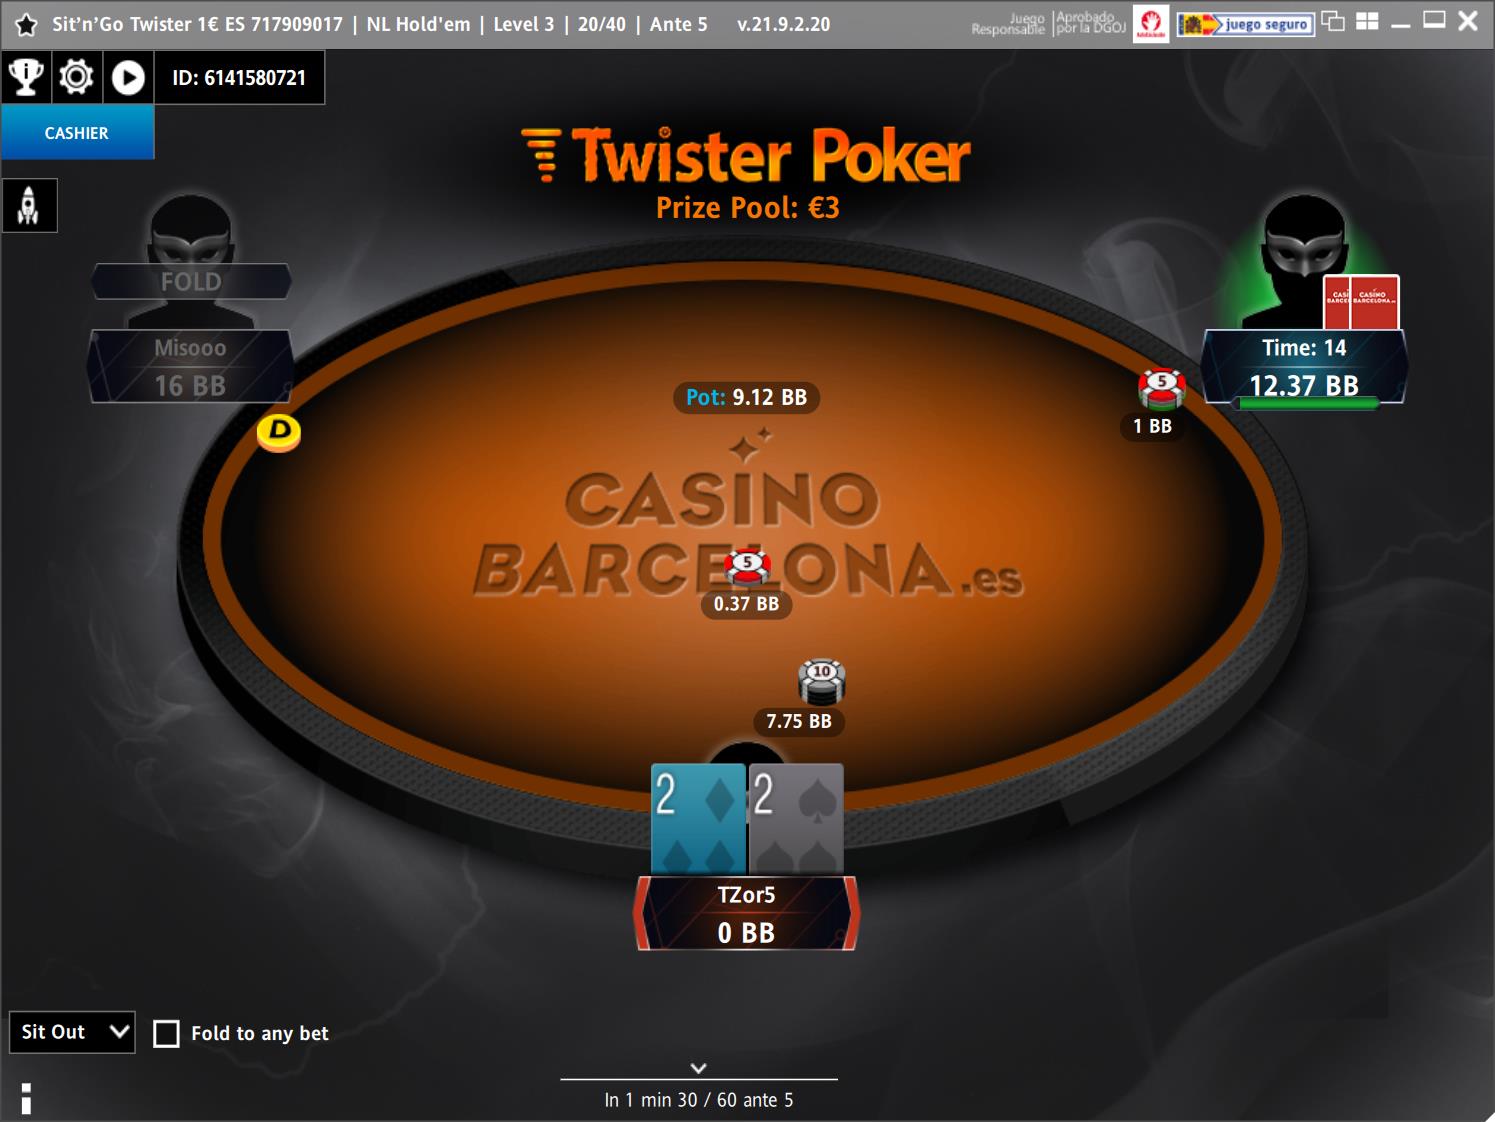 Sit'n'Go Twister 1€ ES 717909017 | NL Hold'em | Level 3 | 20/40 | Ante 5 v.21.9.2.20
Juego Responsable
Aprobado por la DGOJ
juego seguro
ID: 6141580721
CASHIER
Twister Poker
Prize Pool: €3
FOLD
Misooo
16 BB
D
CASINO BARCELONA.es
Time: 14
12.37 BB
5
1 BB
Pot: 9.12 BB
CASINO
BARCELONA.es
5
0.37 BB
10
7.75 BB
2 2
TZor5
0 BB
Sit Out
Fold to any bet
In 1 min 30 / 60 ante 5